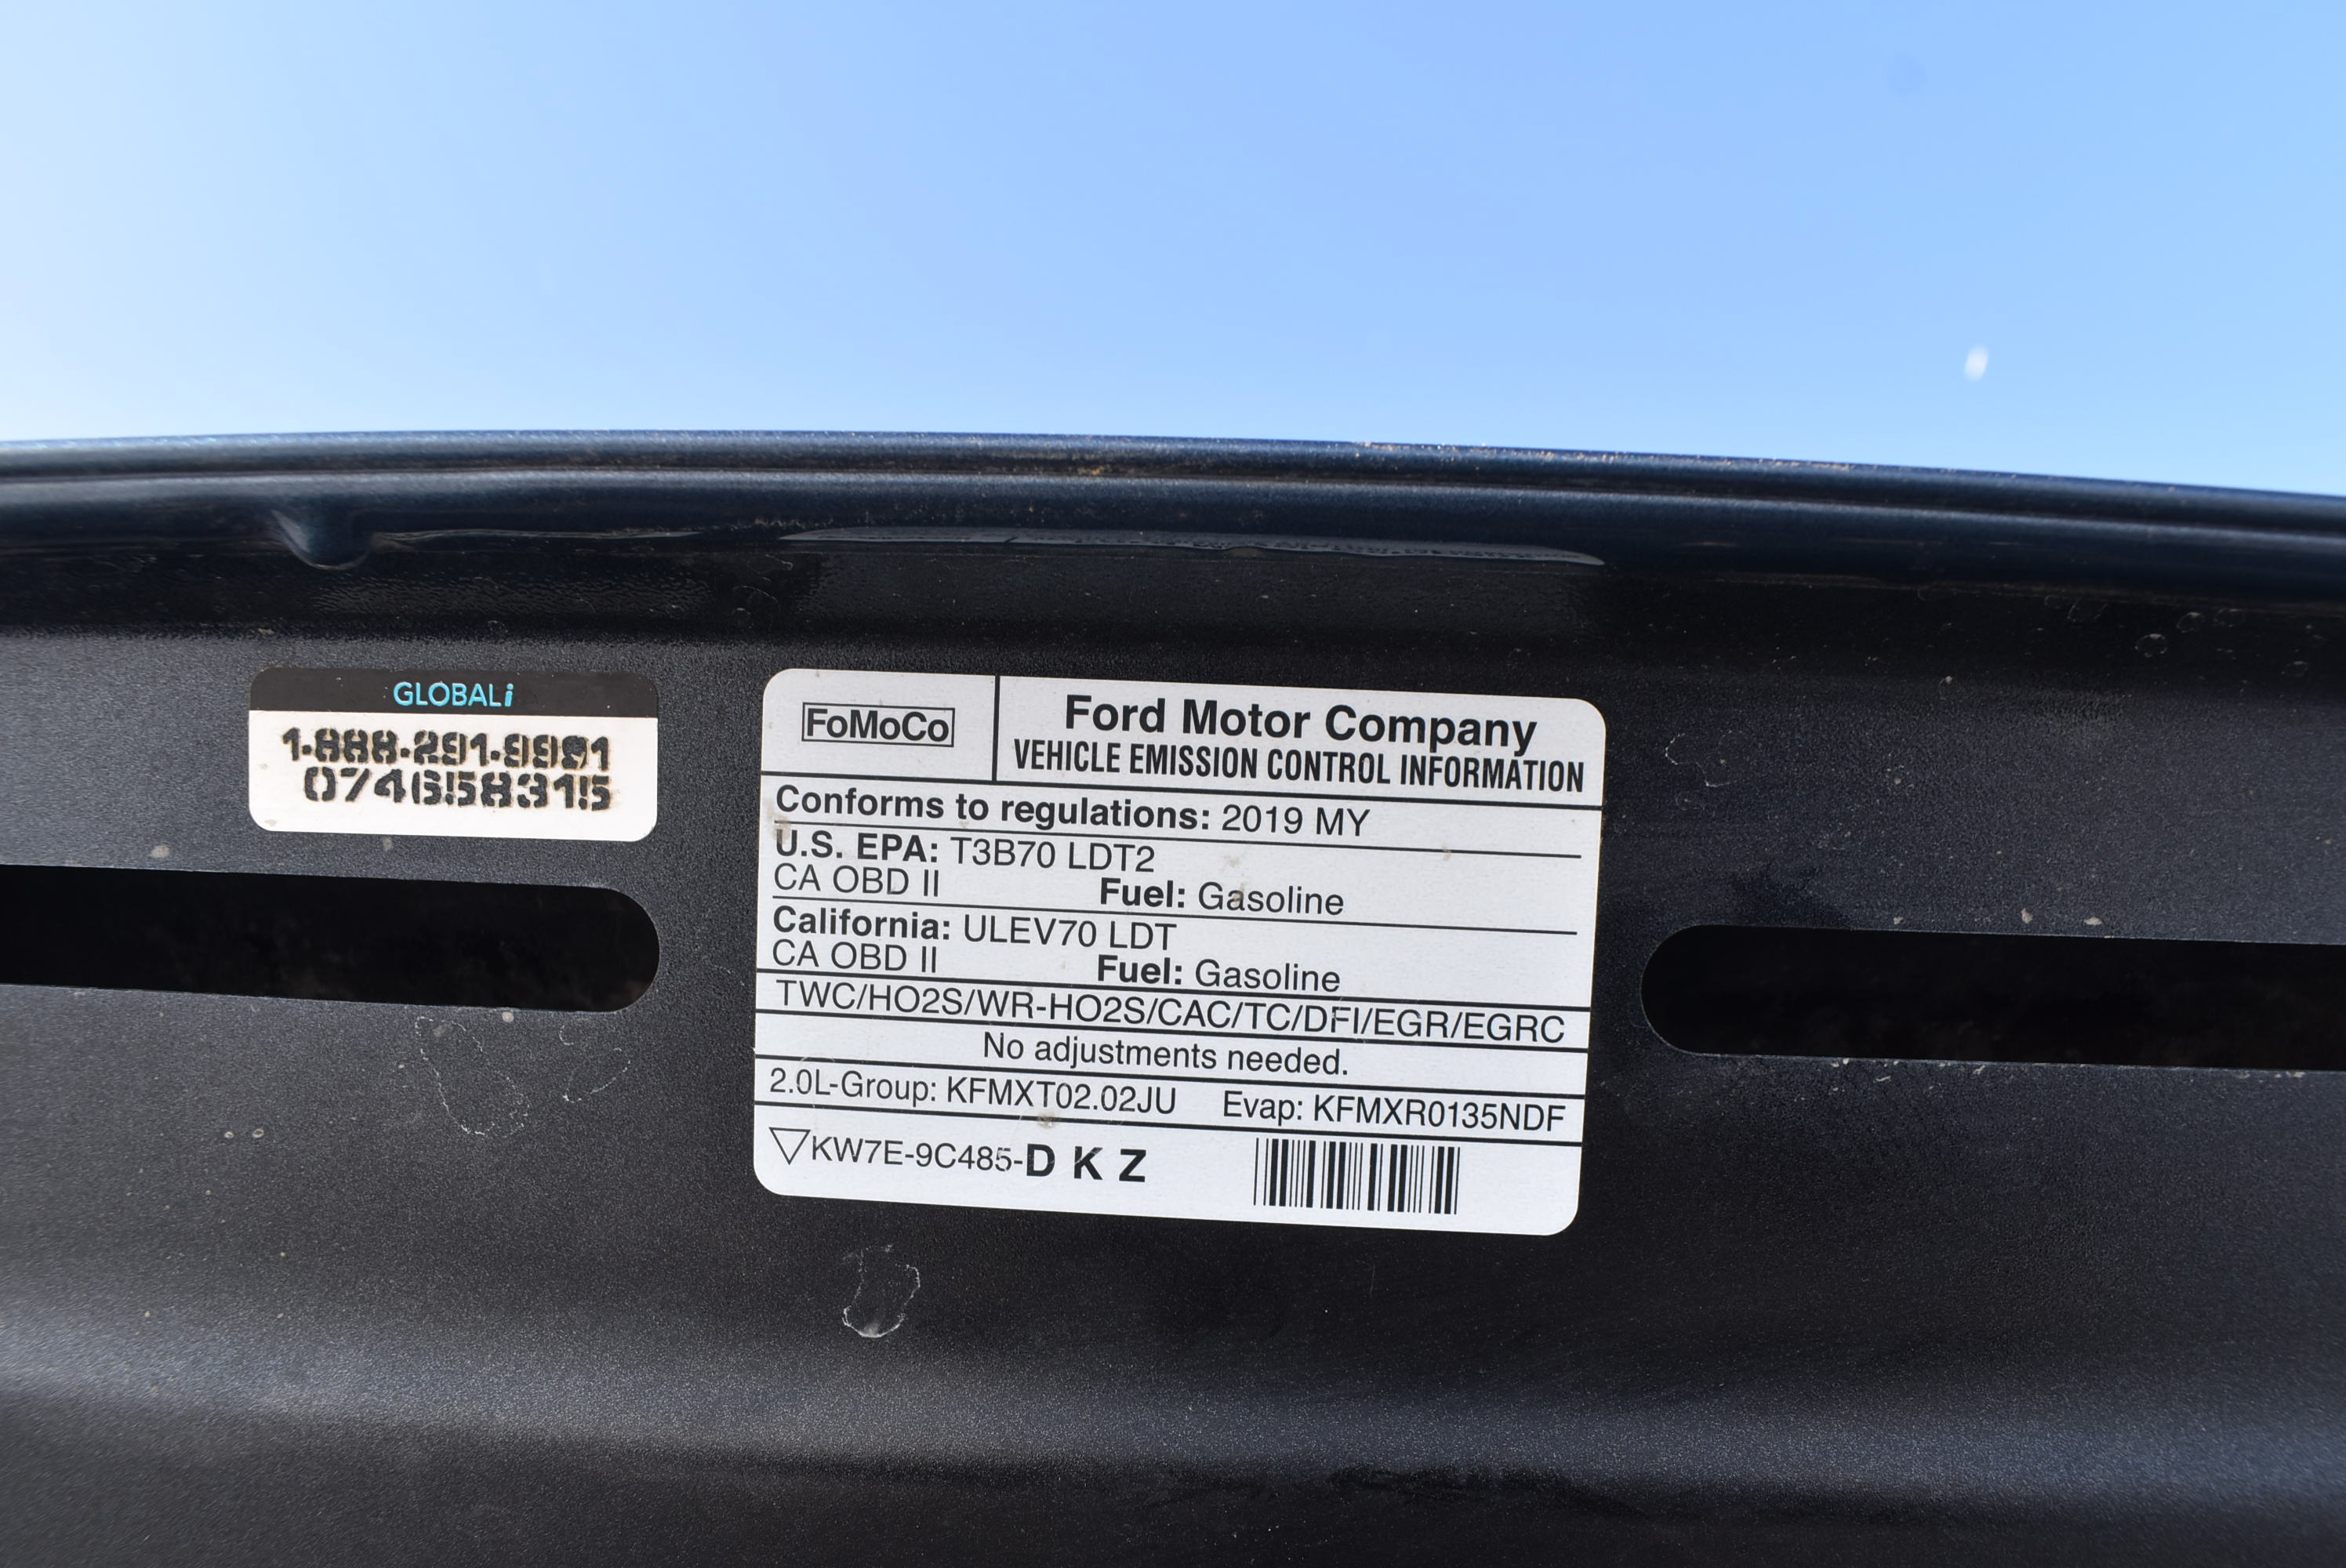 GLOBALi
1-888-291-9991
074658315
FoMoCo
Ford Motor Company
VEHICLE EMISSION CONTROL INFORMATION
Conforms to regulations: 2019 MY
U.S. EPA: T3B70 LDT2
CA OBD II Fuel: Gasoline
California: ULEV70 LDT
CA OBD II Fuel: Gasoline
TWC/HO2S/WR-HO2S/CAC/TC/DFI/EGR/EGRC
No adjustments needed.
2.0L-Group: KFMXT02.02JU Evap: KFMXR0135NDF
KW7E-9C485-D K Z